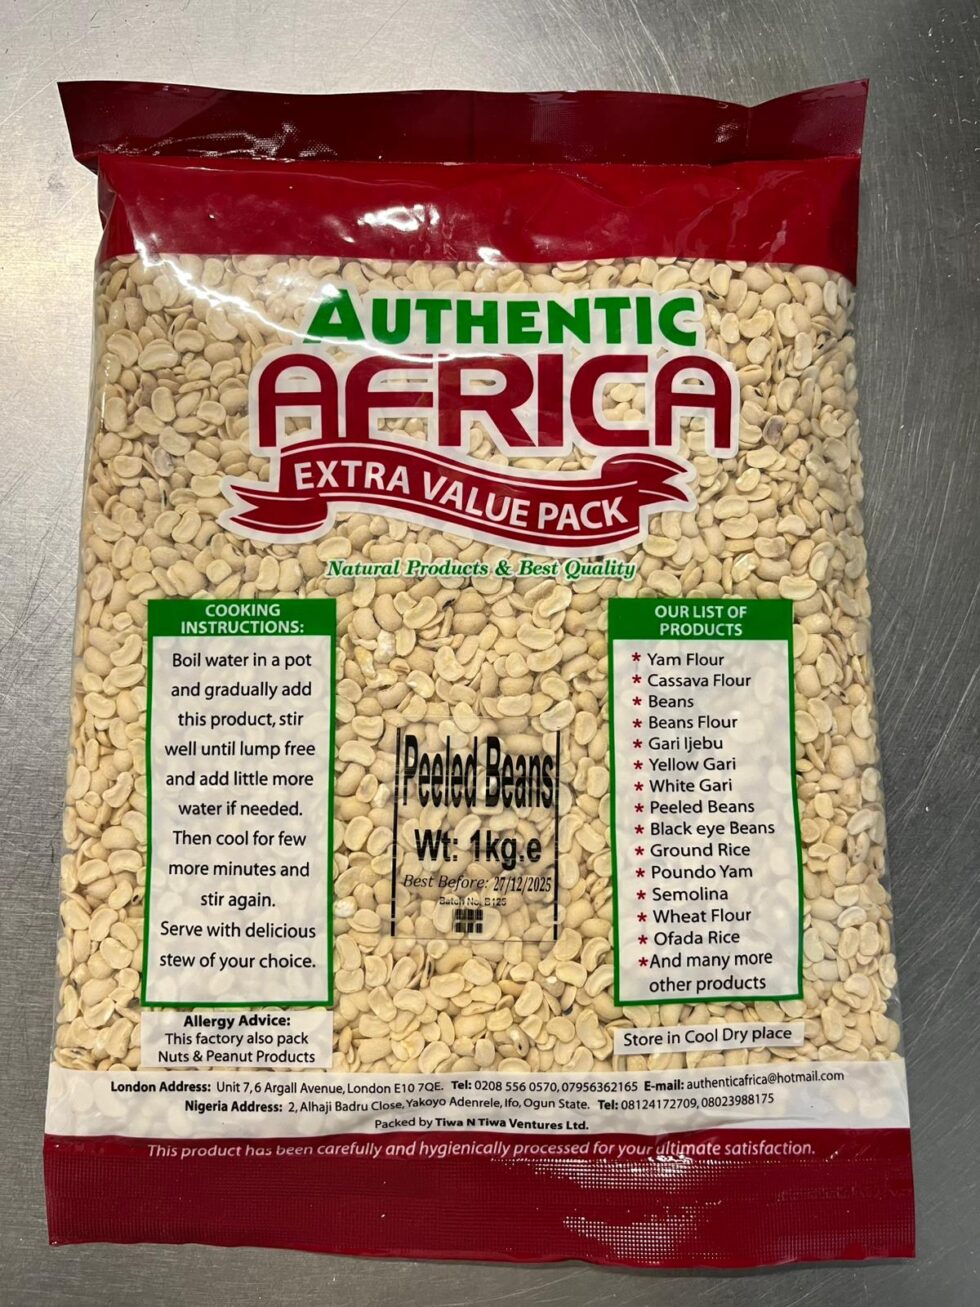 AUTHENTIC
AFRICA
EXTRA VALUE PACK
Natural Products & Best Quality
COOKING
INSTRUCTIONS:
Boil water in a pot
and gradually add
this product, stir
well until lump free
and add little more
water if needed.
Then cool for few
more minutes and
stir again.
Serve with delicious
stew of your choice.
Peeled Beans
Wt: 1kg.e
Best Before: 27/12/2025
Batch No, B125
OUR LIST OF
PRODUCTS
* Yam Flour
* Cassava Flour
* Beans
* Beans Flour
* Gari Ijebu
* Yellow Gari
* White Gari
* Peeled Beans
* Black eye Beans
* Ground Rice
* Poundo Yam
* Semolina
* Wheat Flour
* Ofada Rice
*And many more
other products
Allergy Advice:
This factory also pack
Nuts & Peanut Products
Store in Cool Dry place
London Address: Unit 7, 6 Argall Avenue, London E10 7QE. Tel: 0208 556 0570, 07956362165 E-mail: authenticafrica@hotmail.com
Nigeria Address: 2, Alhaji Badru Close, Yakoyo Adenrele, Ifo, Ogun State. Tel: 08124172709, 08023988175
Packed by Tiwa N Tiwa Ventures Ltd.
This product has been carefully and hygienically processed for your ultimate satisfaction.